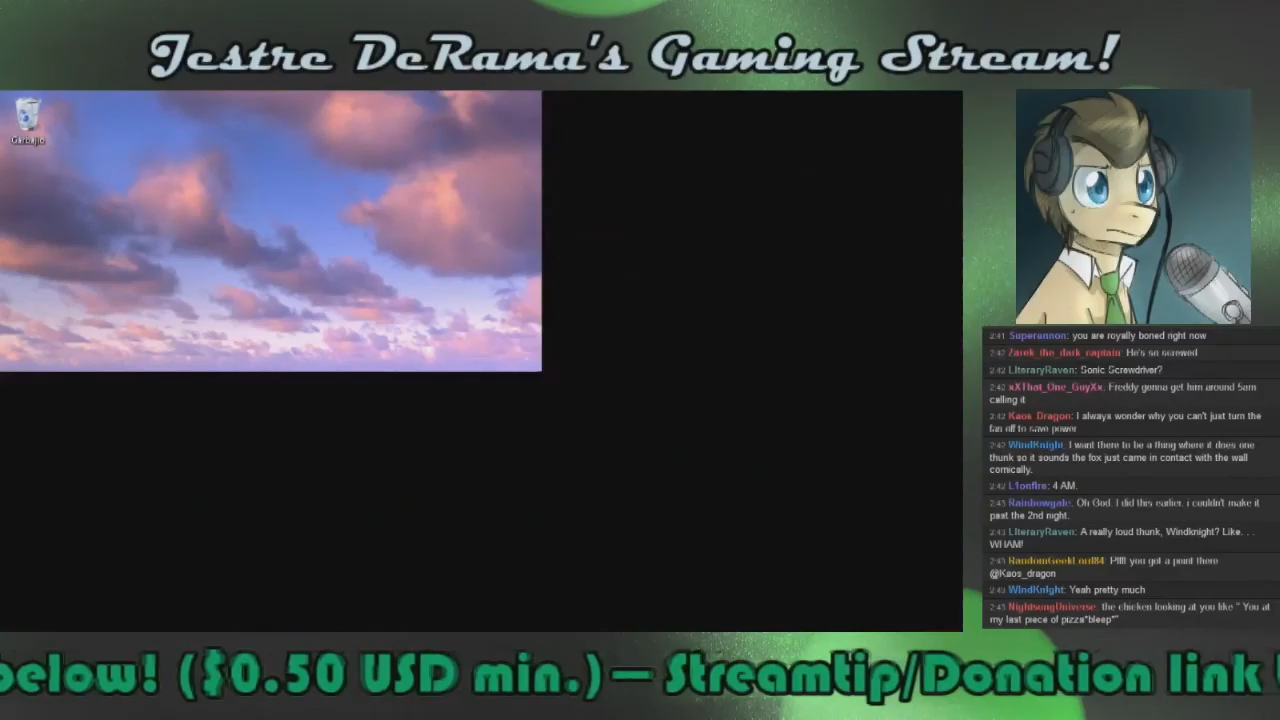 Jestre DeRama's Gaming Stream!
Garbajio
2:41 Superannon: you are royally boned right now
2:42 Zarek_the_dark_captain: He's so screwed
2:42 LiteraryRaven: Sonic Screwdriver?
2:42 xXThat_One_GuyXx: Freddy gonna get him around 5am
calling it
2:42 Kaos_Dragon: I always wonder why you can't just turn the
fan off to save power
2:42 WindKnight: I want there to be a thing where it does one
thunk so it sounds the fox just came in contact with the wall
comically.
2:42 L1onfire: 4 AM.
2:43 Rainbowgale: Oh God. I did this earlier. i couldn't make it
past the 2nd night.
2:43 LiteraryRaven: A really loud thunk, Windknight? Like. . .
WHAM!
2:43 RandomGeekLord84: Pffff you got a point there
@Kaos_dragon
2:43 WindKnight: Yeah pretty much
2:43 NightsongUniverse: the chicken looking at you like " You at
my last piece of pizza*bleep*"
below! ($0.50 USD min.) — Streamtip/Donation link